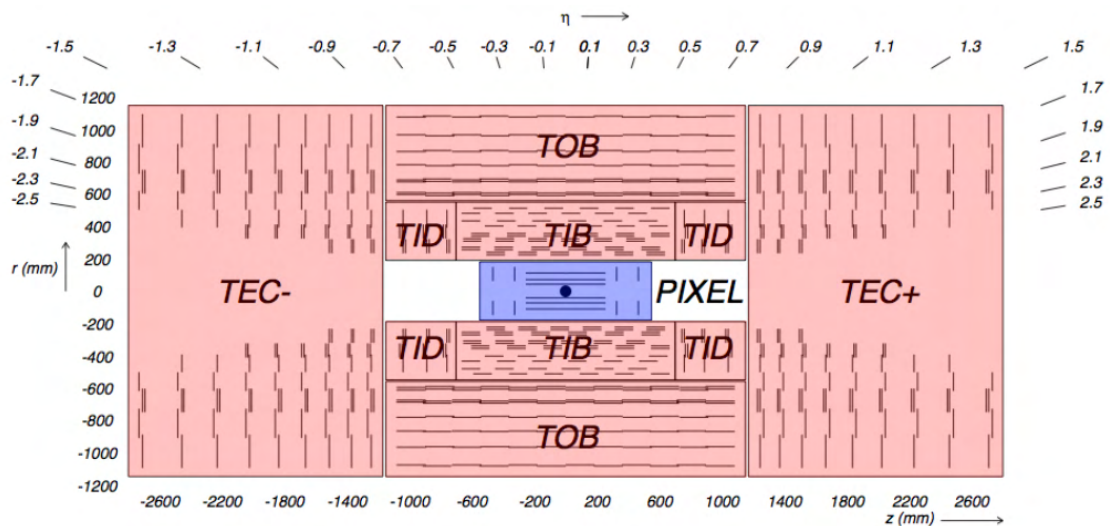 η
-1.5 -1.3 -1.1 -0.9 -0.7 -0.5 -0.3 -0.1 0.1 0.3 0.5 0.7 0.9 1.1 1.3 1.5
-1.7 1.7
1200
-1.9 1.9
1000
TOB
-2.1 800 2.1
-2.3 2.3
600
-2.5 2.5
400
TID TIB TID
r (mm) 200
TEC- 0 PIXEL TEC+
-200
TID TIB TID
-400
-600
-800
TOB
-1000
-1200
-2600 -2200 -1800 -1400 -1000 -600 -200 200 600 1000 1400 1800 2200 2600
z (mm)